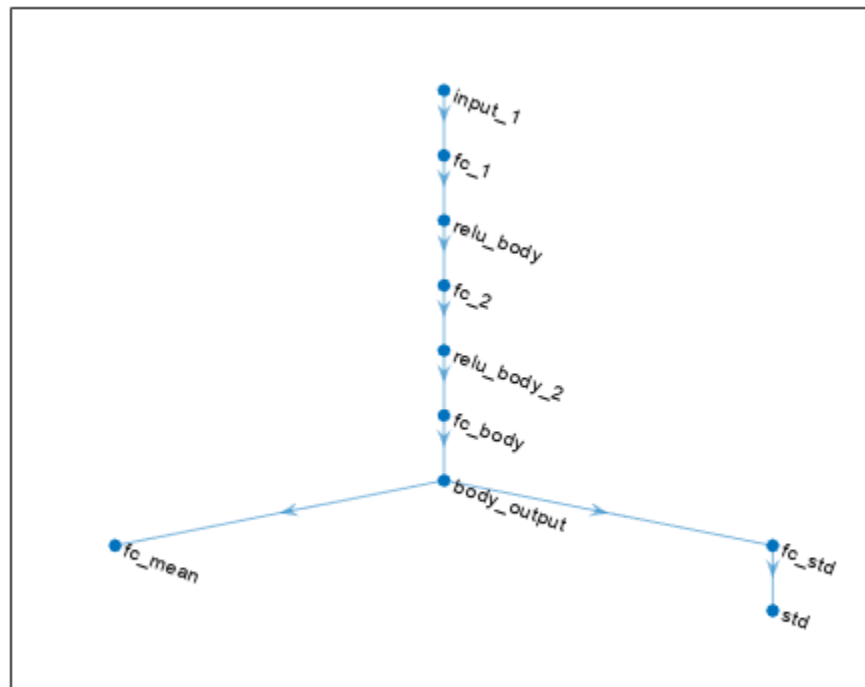 input_1
fc_1
relu_body
fc_2
relu_body_2
fc_body
body_output
fc_mean
fc_std
std